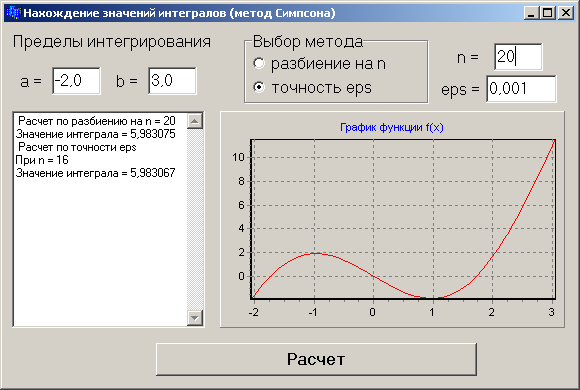 Нахождение значений интегралов (метод Симпсона)
Пределы интегрирования
a = -2,0 b = 3,0
Выбор метода
разбиение на n
точность eps
n = 20
eps = 0,001
Расчет по разбиению на n = 20
Значение интеграла = 5,983075
Расчет по точности eps
При n = 16
Значение интеграла = 5,983067
График функции f(x)
10
8
6
4
2
0
-2 -1 0 1 2 3
Расчет